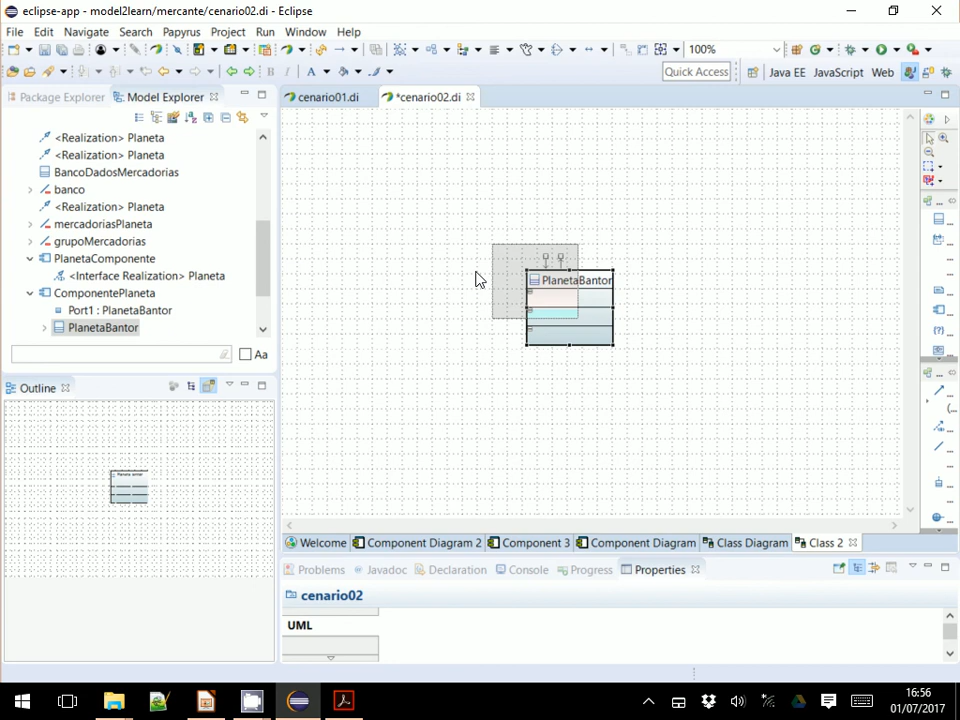 eclipse-app - model2learn/mercante/cenario02.di - Eclipse
File Edit Navigate Search Papyrus Project Run Window Help
100%
B I A
Quick Access
Java EE JavaScript Web
Package Explorer Model Explorer
cenario01.di *cenario02.di
<Realization> Planeta
<Realization> Planeta
BancoDadosMercadorias
banco
<Realization> Planeta
mercadoriasPlaneta
grupoMercadorias
PlanetaComponente
<Interface Realization> Planeta
ComponentePlaneta
Port1 : PlanetaBantor
PlanetaBantor
Aa
PlanetaBantor
Outline
Welcome Component Diagram 2 Component 3 Component Diagram Class Diagram Class 2
Problems Javadoc Declaration Console Progress Properties
cenario02
UML
16:56
01/07/2017